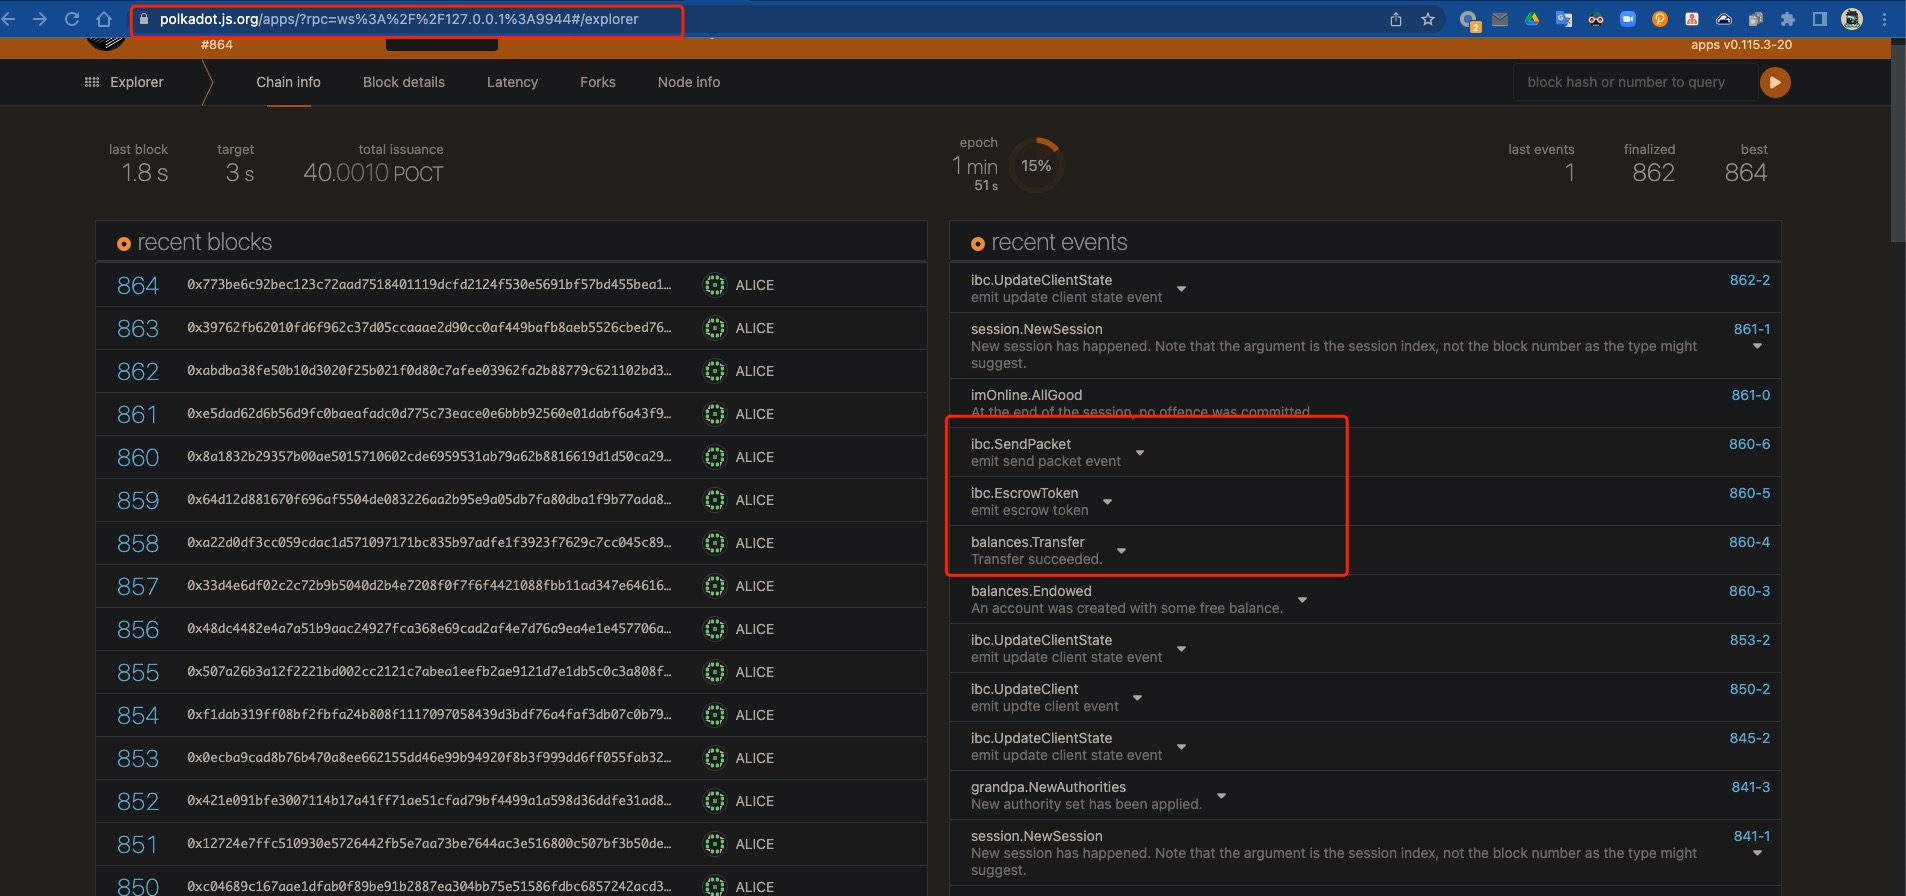 polkadot.js.org/apps/?rpc=ws%3A%2F%2F127.0.0.1%3A9944#/explorer
2
#864
apps v0.115.3-20
Explorer
Chain info
Block details
Latency
Forks
Node info
block hash or number to query
last block
1.8 s
target
3 s
total issuance
40.0010 POCT
epoch
1 min
51 s
15%
last events
1
finalized
862
best
864
recent blocks
864 0x773be6c92bec123c72aad7518401119dcfd2124f530e5691bf57bd455bea1… ALICE
863 0x39762fb62010fd6f962c37d05ccaaae2d90cc0af449bafb8aeb5526cbed76… ALICE
862 0xabdba38fe50b10d3020f25b021f0d80c7afee03962fa2b88779c621102bd3… ALICE
861 0xe5dad62d6b56d9fc0baeafadc0d775c73eace0e6bbb92560e01dabf6a43f9… ALICE
860 0x8a1832b29357b00ae5015710602cde6959531ab79a62b8816619d1d50ca29… ALICE
859 0x64d12d881670f696af5504de083226aa2b95e9a05db7fa80dba1f9b77ada8… ALICE
858 0xa22d0df3cc059cdac1d571097171bc835b97adfe1f3923f7629c7cc045c89… ALICE
857 0x33d4e6df02c2c72b9b5040d2b4e7208f0f7f6f4421088fbb11ad347e64616… ALICE
856 0x48dc4482e4a7a51b9aac24927fca368e69cad2af4e7d76a9ea4e1e457706a… ALICE
855 0x507a26b3a12f2221bd002cc2121c7abea1eefb2ae9121d7e1db5c0c3a808f… ALICE
854 0xf1dab319ff08bf2fbfa24b808f1117097058439d3bdf76a4faf3db07c0b79… ALICE
853 0x0ecba9cad8b76b470a8ee662155dd46e99b94920f8b3f999dd6ff055fab32… ALICE
852 0x421e091bfe3007114b17a41ff71ae51cfad79bf4499a1a598d36ddfe31ad8… ALICE
851 0x12724e7ffc510930e5726442fb5e7aa73be7644ac3e516800c507bf3b50de… ALICE
850 0xc04689c167aae1dfab0f89be91b2887ea304bb75e51586fdbc6857242acd3… ALICE
recent events
ibc.UpdateClientState 862-2
emit update client state event
session.NewSession 861-1
New session has happened. Note that the argument is the session index, not the block number as the type might
suggest.
imOnline.AllGood 861-0
At the end of the session, no offence was committed.
ibc.SendPacket 860-6
emit send packet event
ibc.EscrowToken 860-5
emit escrow token
balances.Transfer 860-4
Transfer succeeded.
balances.Endowed 860-3
An account was created with some free balance.
ibc.UpdateClientState 853-2
emit update client state event
ibc.UpdateClient 850-2
emit updte client event
ibc.UpdateClientState 845-2
emit update client state event
grandpa.NewAuthorities 841-3
New authority set has been applied.
session.NewSession 841-1
New session has happened. Note that the argument is the session index, not the block number as the type might
suggest.